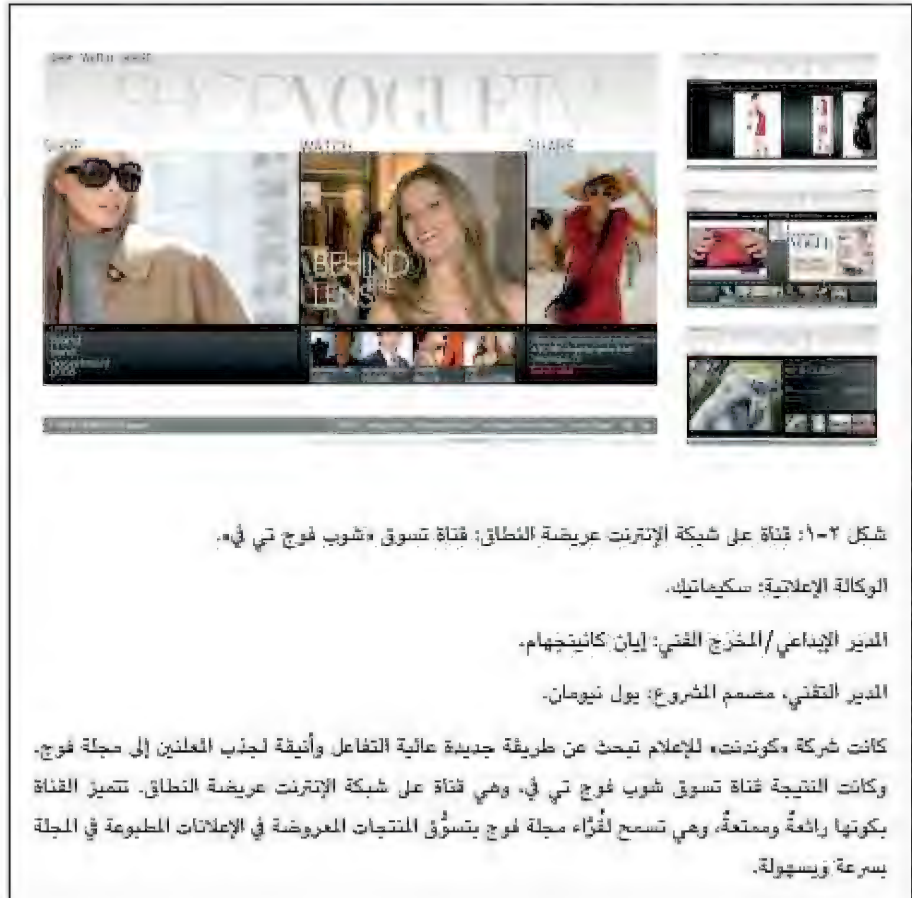 SHOPVOGUETV
WATCH
SHARE
BEHIND
THE
LENS
شكل ٢-١: قناة على شبكة الإنترنت عريضة النطاق: قناة تسوق «شوب فوج تي في».
الوكالة الإعلانية: سكيماتيك.
المدير الإبداعي/المخرج الفني: إيان كانينجهام.
المدير التقني، مصمم المشروع: بول نيومان.
كانت شركة «كوندنت» للإعلام تبحث عن طريقة جديدة عالية التفاعل وأنيقة لجذب المعلنين إلى مجلة فوج.
وكانت النتيجة قناة تسوق شوب فوج تي في، وهي قناة على شبكة الإنترنت عريضة النطاق. تتميز القناة
بكونها رائعةً وممتعةً، وهي تسمح لقُرَّاء مجلة فوج بتسوُّق المنتجات المعروضة في الإعلانات المطبوعة في المجلة
بسرعة وبسهولة.